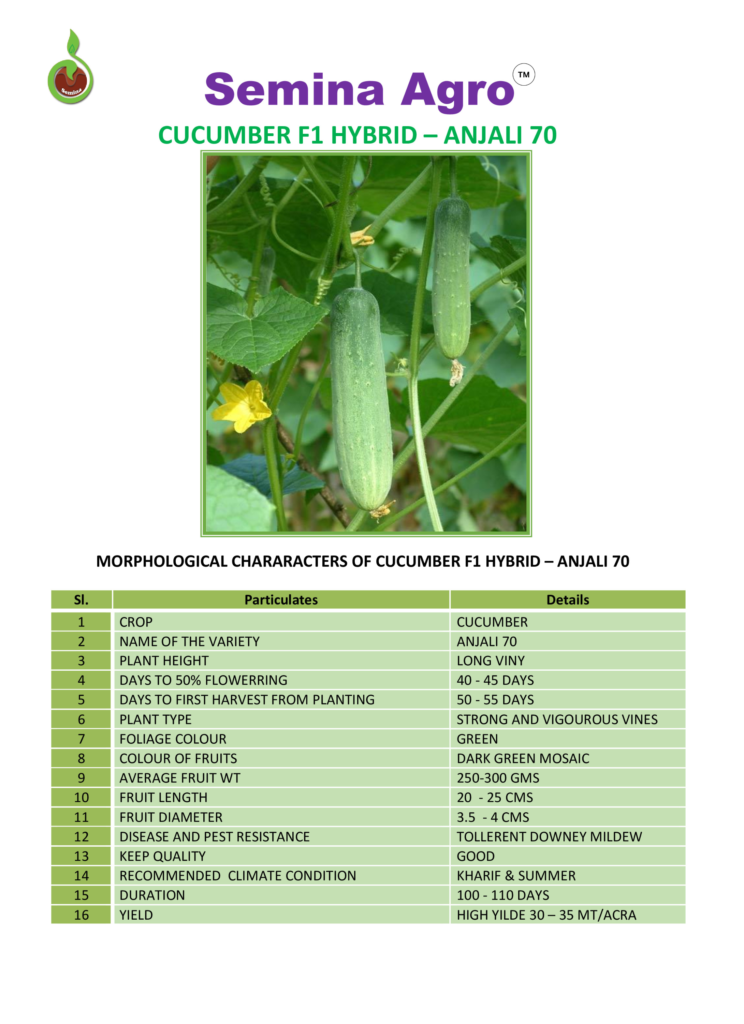 Semina
Semina Agro TM
CUCUMBER F1 HYBRID – ANJALI 70
MORPHOLOGICAL CHARARACTERS OF CUCUMBER F1 HYBRID – ANJALI 70
Sl. Particulates Details
1 CROP CUCUMBER
2 NAME OF THE VARIETY ANJALI 70
3 PLANT HEIGHT LONG VINY
4 DAYS TO 50% FLOWERRING 40 - 45 DAYS
5 DAYS TO FIRST HARVEST FROM PLANTING 50 - 55 DAYS
6 PLANT TYPE STRONG AND VIGOUROUS VINES
7 FOLIAGE COLOUR GREEN
8 COLOUR OF FRUITS DARK GREEN MOSAIC
9 AVERAGE FRUIT WT 250-300 GMS
10 FRUIT LENGTH 20 - 25 CMS
11 FRUIT DIAMETER 3.5 - 4 CMS
12 DISEASE AND PEST RESISTANCE TOLLERENT DOWNEY MILDEW
13 KEEP QUALITY GOOD
14 RECOMMENDED CLIMATE CONDITION KHARIF & SUMMER
15 DURATION 100 - 110 DAYS
16 YIELD HIGH YILDE 30 – 35 MT/ACRA